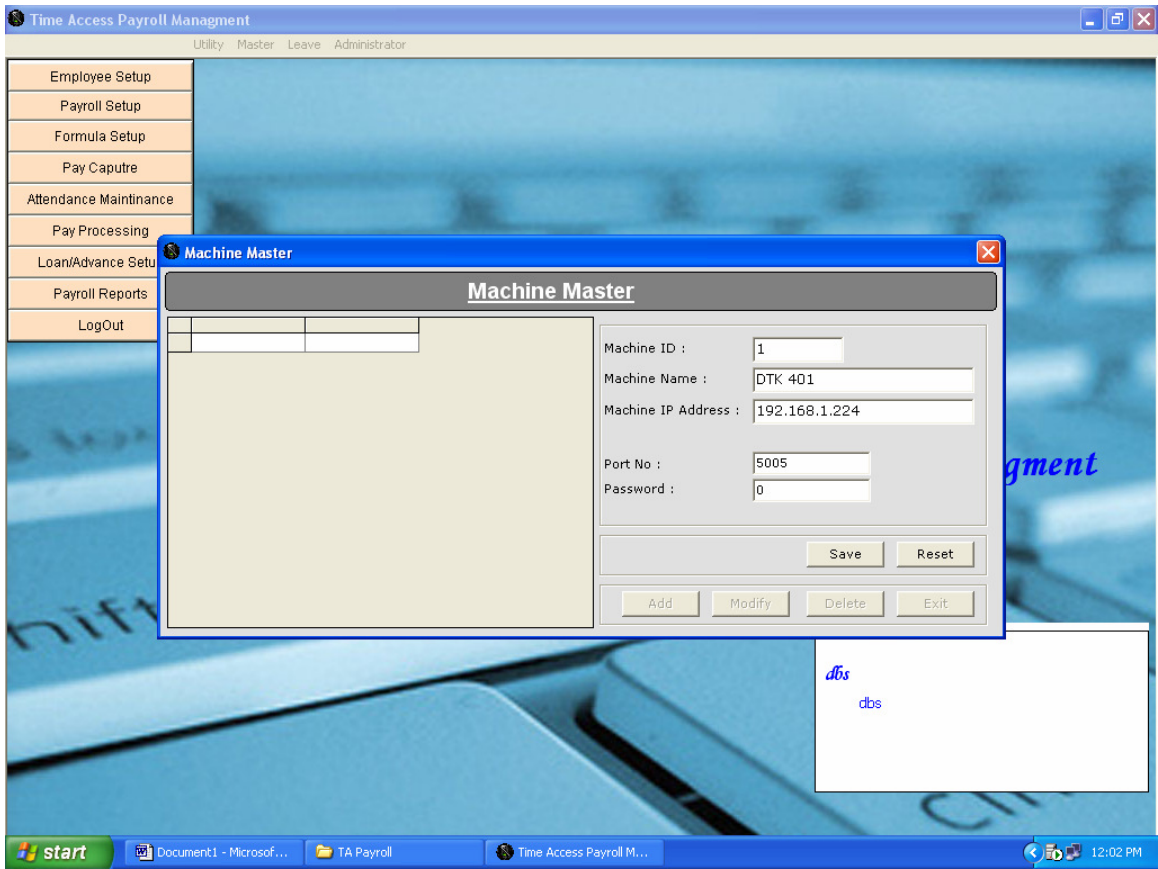 Time Access Payroll Managment
Utility Master Leave Administrator
Employee Setup
Payroll Setup
Formula Setup
Pay Caputre
Attendance Maintinance
Pay Processing
Loan/Advance Setu
Payroll Reports
LogOut
Machine Master
Machine Master
Machine ID : 1
Machine Name : DTK 401
Machine IP Address : 192.168.1.224
Port No : 5005
Password : 0
Save Reset
Add Modify Delete Exit
gment
shift
dbs
dbs
start Document1 - Microsof... TA Payroll Time Access Payroll M... 12:02 PM